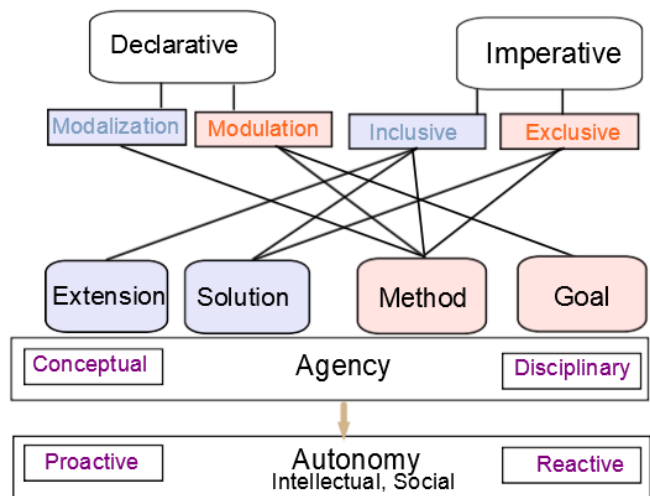 Declarative
Imperative
Modalization
Modulation
Inclusive
Exclusive
Extension
Solution
Method
Goal
Conceptual
Agency
Disciplinary
Proactive
Autonomy
Reactive
Intellectual, Social